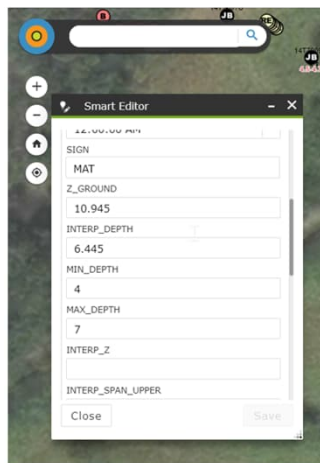 B
JB
JB
Smart Editor
12:00:00 AM
SIGN
MAT
Z_GROUND
10.945
INTERP_DEPTH
6.445
MIN_DEPTH
4
MAX_DEPTH
7
INTERP_Z
INTERP_SPAN_UPPER
Close
Save